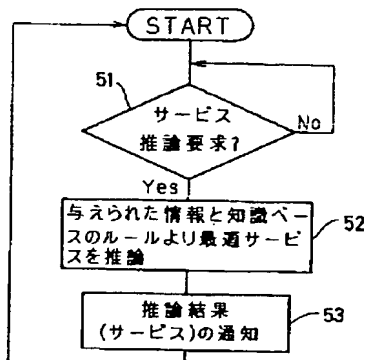 START
51
サービス
推論要求?
No
Yes
与えられた情報と知識ベー
スのルールより最適サービ
スを推論
52
推論結果
(サービス)の通知
53